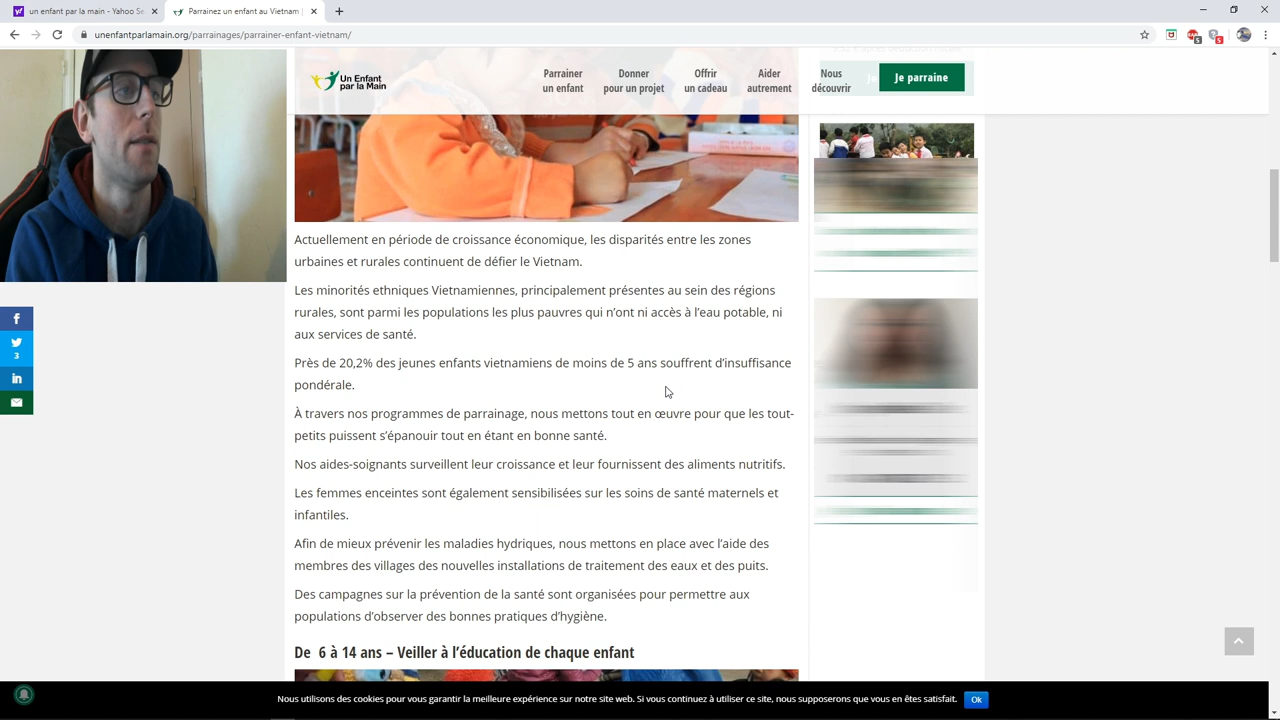 un enfant par la main - Yahoo Se
Parrainez un enfant au Vietnam |
unenfantparlamain.org/parrainages/parrainer-enfant-vietnam/
5
5
Un Enfant
par la Main
Parrainer
un enfant
Donner
pour un projet
Offrir
un cadeau
Aider
autrement
Nous
découvrir
Je parraine
Actuellement en période de croissance économique, les disparités entre les zones
urbaines et rurales continuent de défier le Vietnam.
Les minorités ethniques Vietnamiennes, principalement présentes au sein des régions
rurales, sont parmi les populations les plus pauvres qui n’ont ni accès à l’eau potable, ni
aux services de santé.
Près de 20,2% des jeunes enfants vietnamiens de moins de 5 ans souffrent d’insuffisance
pondérale.
À travers nos programmes de parrainage, nous mettons tout en œuvre pour que les tout-
petits puissent s’épanouir tout en étant en bonne santé.
Nos aides-soignants surveillent leur croissance et leur fournissent des aliments nutritifs.
Les femmes enceintes sont également sensibilisées sur les soins de santé maternels et
infantiles.
Afin de mieux prévenir les maladies hydriques, nous mettons en place avec l’aide des
membres des villages des nouvelles installations de traitement des eaux et des puits.
Des campagnes sur la prévention de la santé sont organisées pour permettre aux
populations d’observer des bonnes pratiques d’hygiène.
De 6 à 14 ans – Veiller à l’éducation de chaque enfant
3
Nous utilisons des cookies pour vous garantir la meilleure expérience sur notre site web. Si vous continuez à utiliser ce site, nous supposerons que vous en êtes satisfait.
Ok